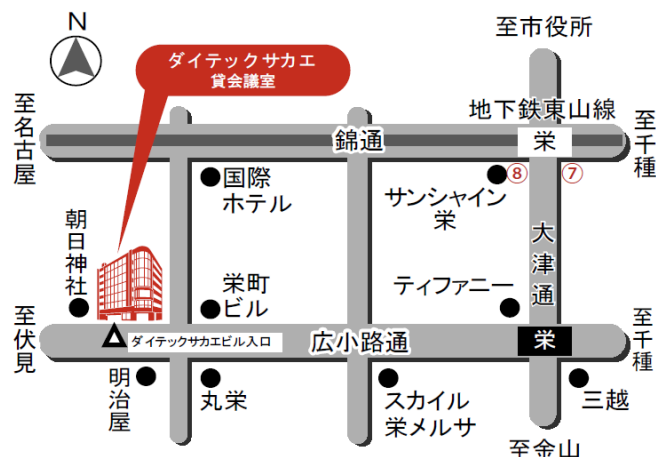 N
至市役所
ダイテックサカエ
貸会議室
地下鉄東山線
至名古屋
錦通
栄
至千種
国際
ホテル
サンシャイン
栄
⑧
⑦
朝日神社
大津通
栄町
ビル
ティファニー
至伏見
ダイテックサカエビル入口
広小路通
栄
至千種
明治屋
丸栄
スカイル
栄メルサ
三越
至金山